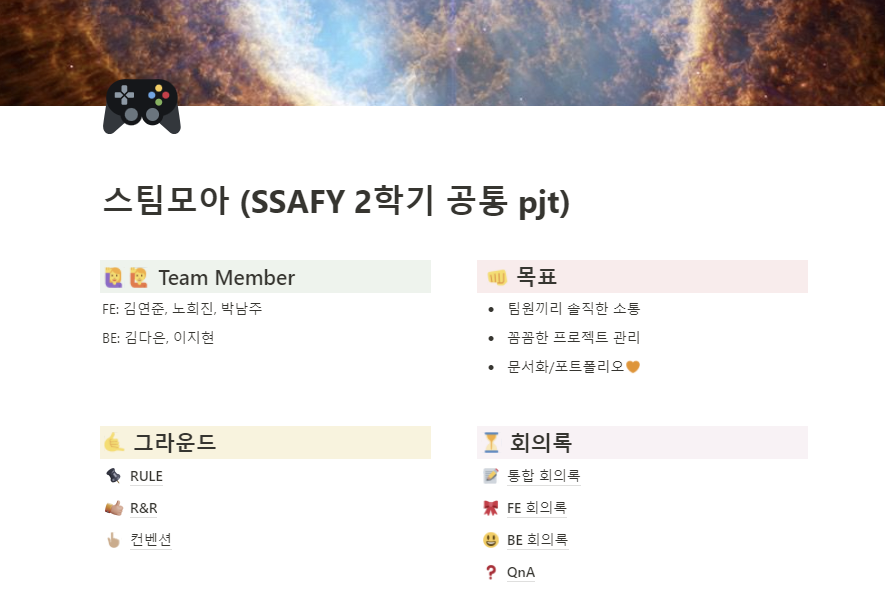 스팀모아 (SSAFY 2학기 공통 pjt)
Team Member
FE: 김연준, 노희진, 박남주
BE: 김다은, 이지현
목표
팀원끼리 솔직한 소통
꼼꼼한 프로젝트 관리
문서화/포트폴리오🧡
그라운드
RULE
R&R
컨벤션
회의록
통합 회의록
FE 회의록
BE 회의록
QnA